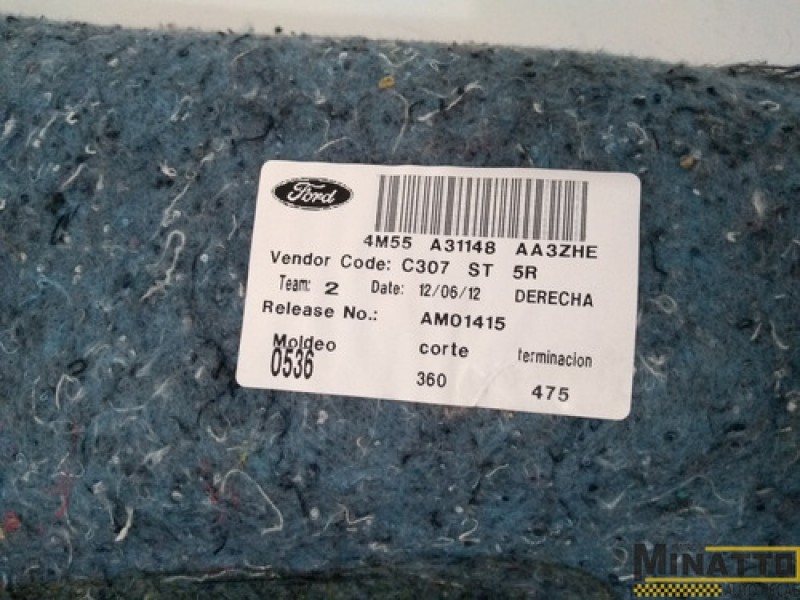 Ford
4M55 A31148 AA3ZHE
Vendor Code: C307 ST 5R
Team: 2 Date: 12/06/12 DERECHA
Release No.: AM01415
Moldeo corte terminacion
0536 360 475
MINATTO
AUTOPEÇAS